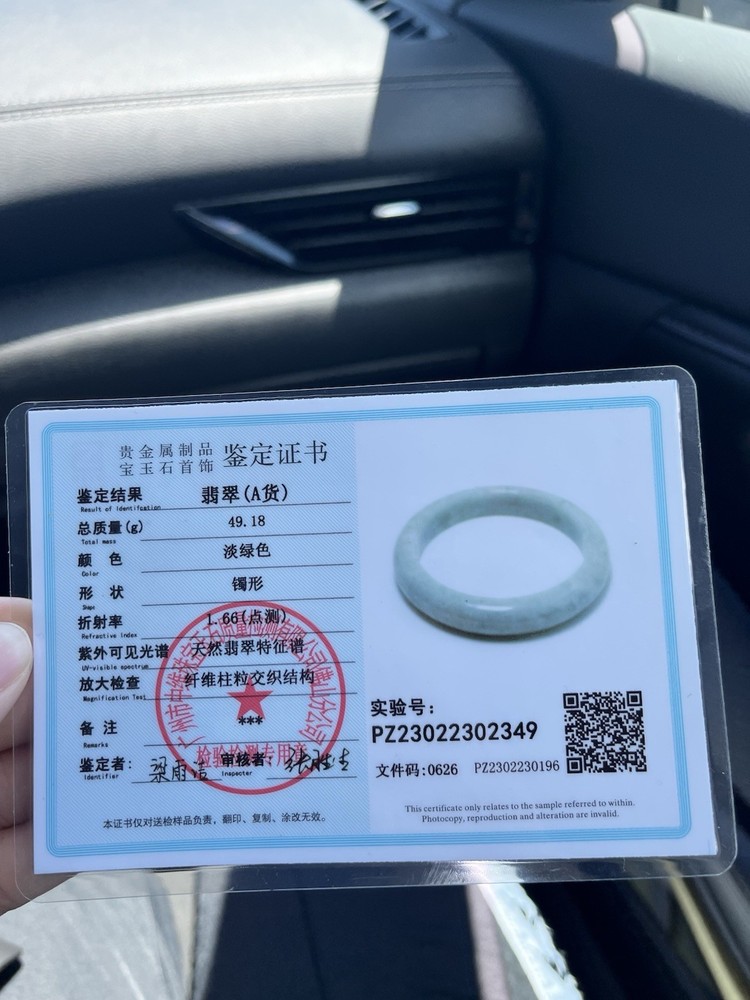 贵金属制品
宝玉石首饰 鉴定证书
鉴定结果 翡翠(A货)
Result of Identification
总质量(g) 49.18
Total mass
颜 色 淡绿色
Color
形 状 镯形
Shape
折射率 1.66(点测)
Refractive index
紫外可见光谱 天然翡翠特征谱
UV-visible spectrum
放大检查 纤维柱粒交织结构
Magnification Test
备 注 ***
Remarks
鉴定者: 审核者:
Identifier Inspecter
检验检测专用章
本证书仅对送检样品负责，翻印、复制、涂改无效。
实验号：
PZ23022302349
文件码:0626 PZ2302230196
This certificate only relates to the sample referred to within.
Photocopy, reproduction and alteration are invalid.